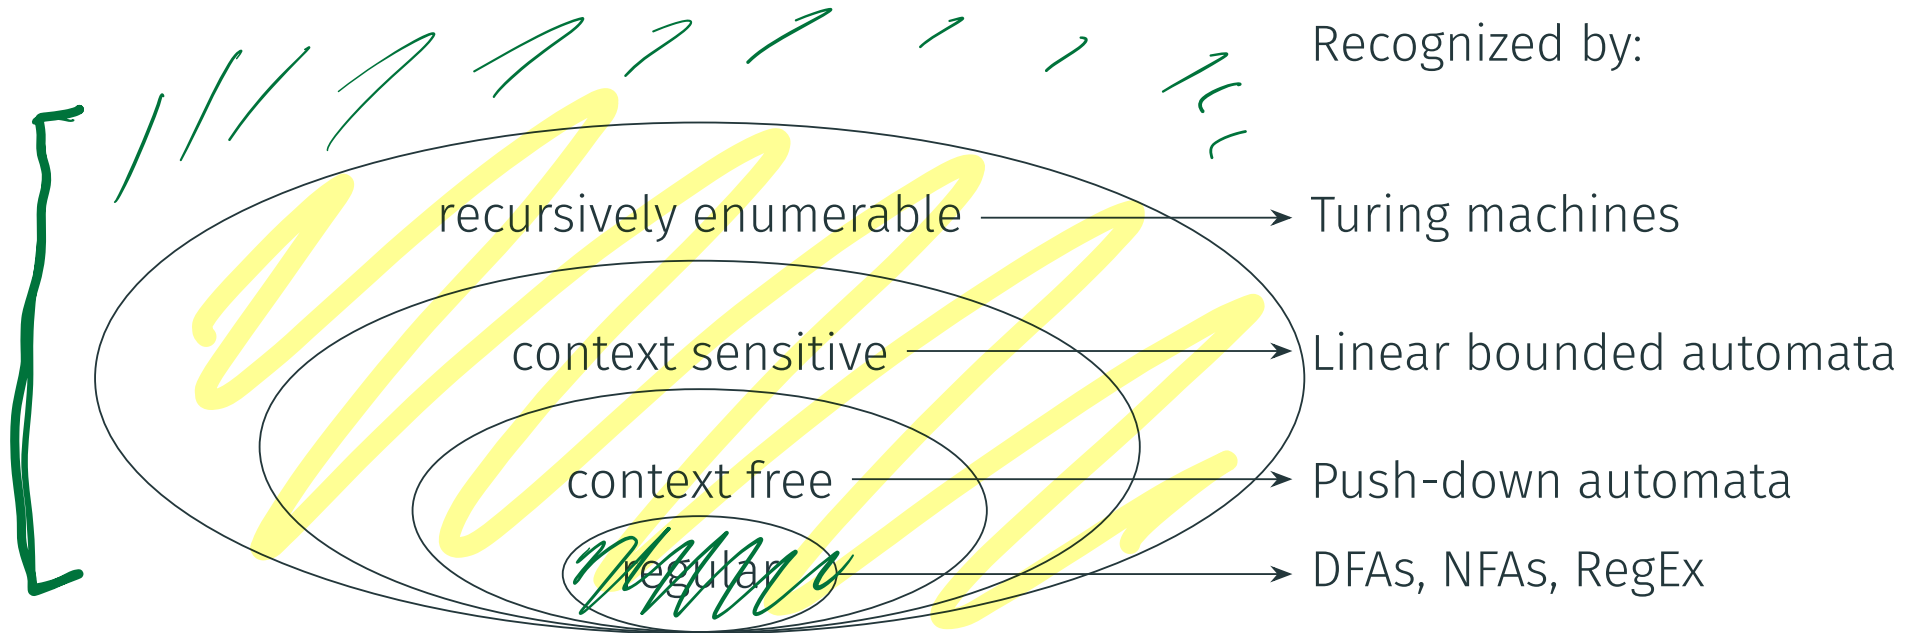 Recognized by:
recursively enumerable Turing machines
context sensitive Linear bounded automata
context free Push-down automata
regular DFAs, NFAs, RegEx